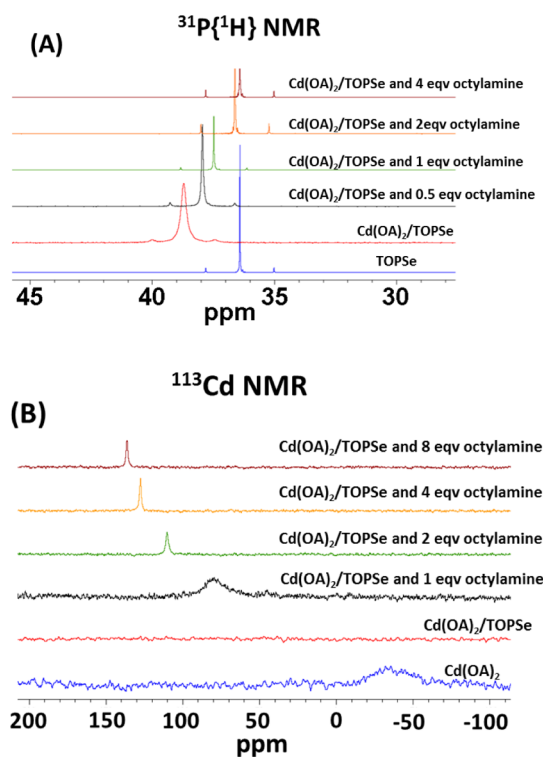 ³¹P{¹H} NMR
(A)
Cd(OA)₂/TOPSe and 4 eqv octylamine
Cd(OA)₂/TOPSe and 2eqv octylamine
Cd(OA)₂/TOPSe and 1 eqv octylamine
Cd(OA)₂/TOPSe and 0.5 eqv octylamine
Cd(OA)₂/TOPSe
TOPSe
45 40 35 30
ppm
¹¹³Cd NMR
(B)
Cd(OA)₂/TOPSe and 8 eqv octylamine
Cd(OA)₂/TOPSe and 4 eqv octylamine
Cd(OA)₂/TOPSe and 2 eqv octylamine
Cd(OA)₂/TOPSe and 1 eqv octylamine
Cd(OA)₂/TOPSe
Cd(OA)₂
200 150 100 50 0 -50 -100
ppm